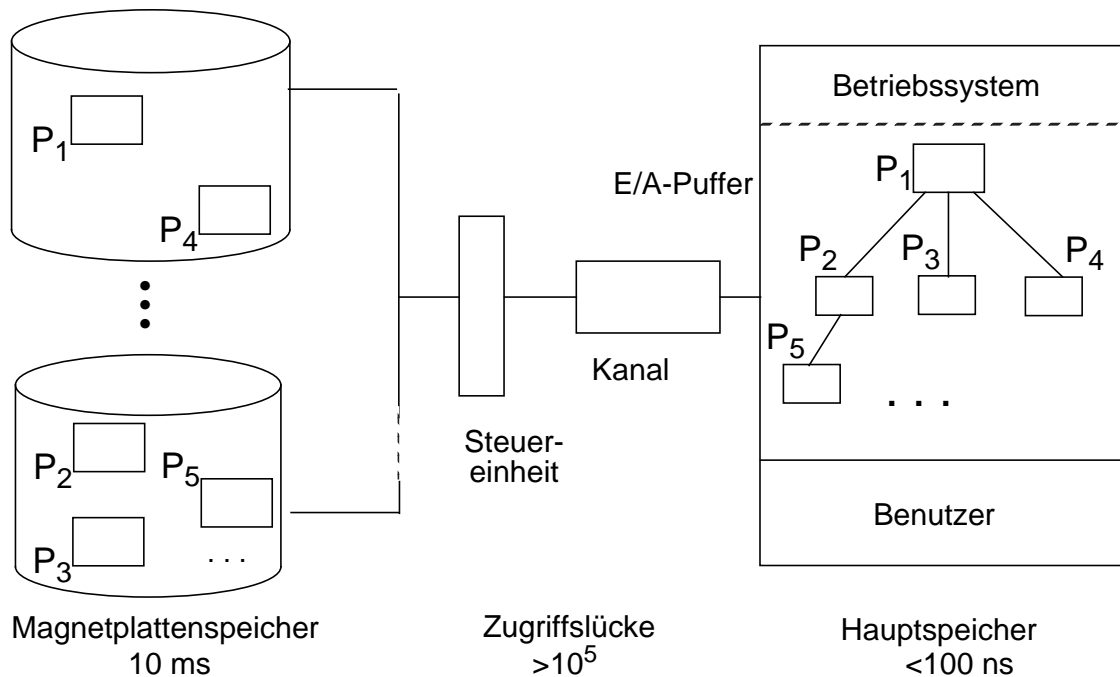 P1
P4
P2
P5
P3
. . .
Magnetplattenspeicher
10 ms
Steuer-
einheit
Kanal
E/A-Puffer
Zugriffslücke
>10^5
Betriebssystem
P1
P2
P3
P4
P5
. . .
Benutzer
Hauptspeicher
<100 ns